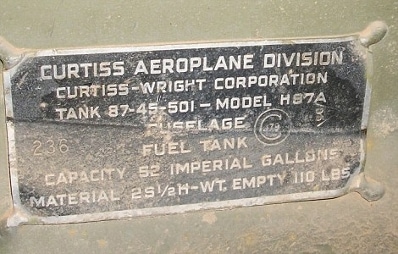 CURTISS AEROPLANE DIVISION
CURTISS-WRIGHT CORPORATION
TANK 87-45-501 - MODEL H87A
FUSELAGE
236 FUEL TANK
CAPACITY 52 IMPERIAL GALLONS
MATERIAL 2S1/2H-WT. EMPTY 110 LBS